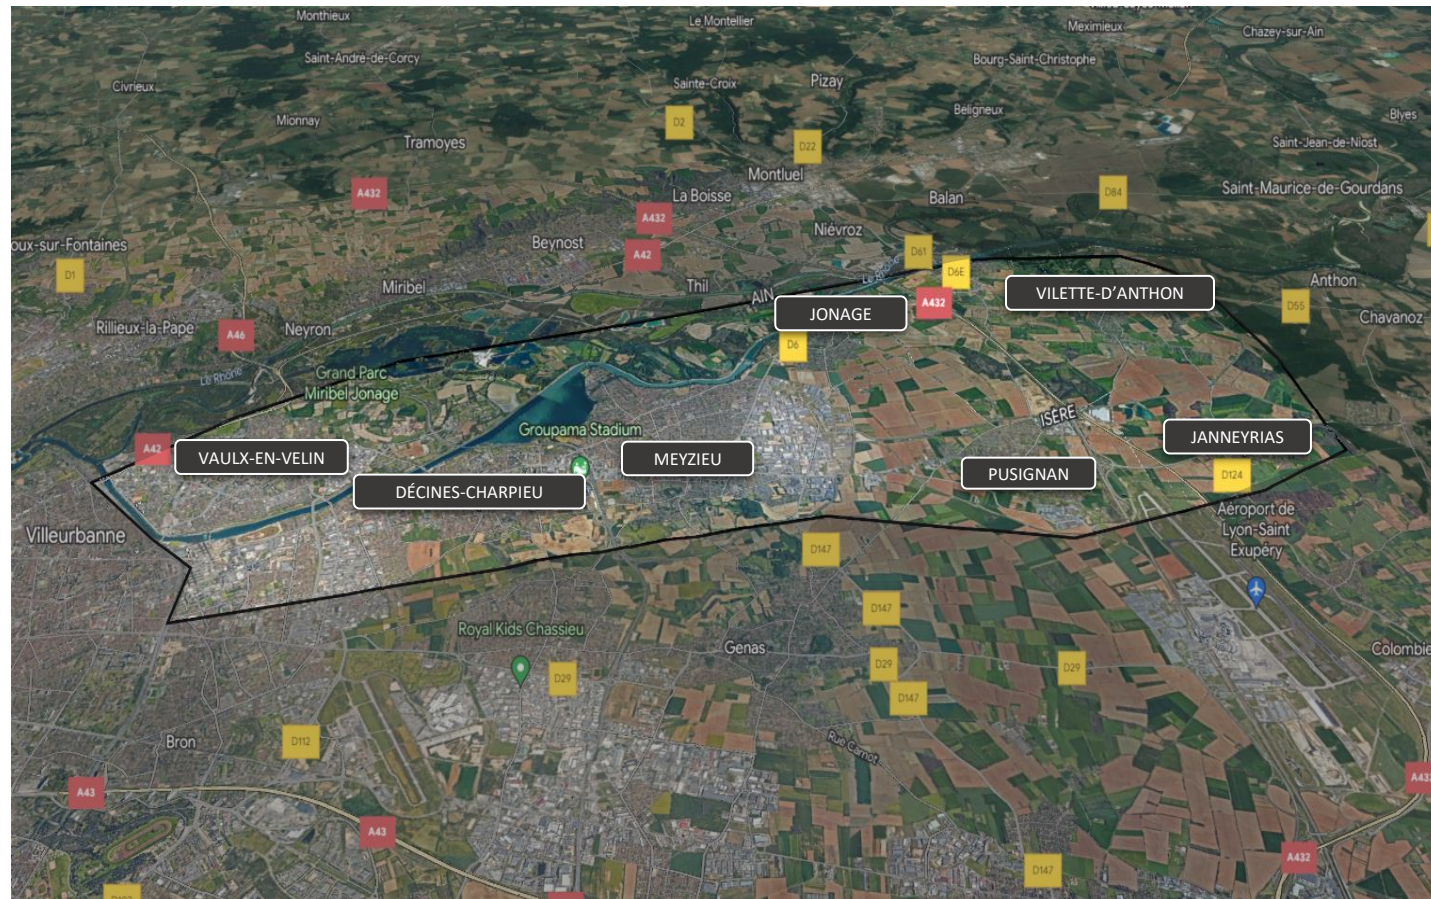 Monthieux
Le Montellier
Meximieux
Chazey-sur-Ain
Saint-André-de-Corcy
Bourg-Saint-Christophe
Civrieux
Sainte-Croix
Pizay
Mionnay
D2
Béligneux
Blyes
Tramoyes
D22
Saint-Jean-de-Niost
Montluel
A432
La Boisse
Balan
D84
Saint-Maurice-de-Gourdans
A432
Niévroz
oux-sur-Fontaines
Beynost
A42
D61
D1
D6E
Le Rhône
Miribel
Thil
AIN
VILETTE-D'ANTHON
Anthon
A432
D55
JONAGE
Chavanoz
Rillieux-la-Pape
A46
Neyron
D6
Le Rhône
Grand Parc
Miribel Jonage
ISÈRE
Groupama Stadium
JANNEYRIAS
A42
VAULX-EN-VELIN
MEYZIEU
PUSIGNAN
D124
DÉCINES-CHARPIEU
Aéroport de
Lyon-Saint
Exupéry
Villeurbanne
D147
D147
Royal Kids Chassieu
Genas
Colombie
D29
D29
D29
D147
Bron
D112
Rue Carnot
A43
A432
A43
A432
D147